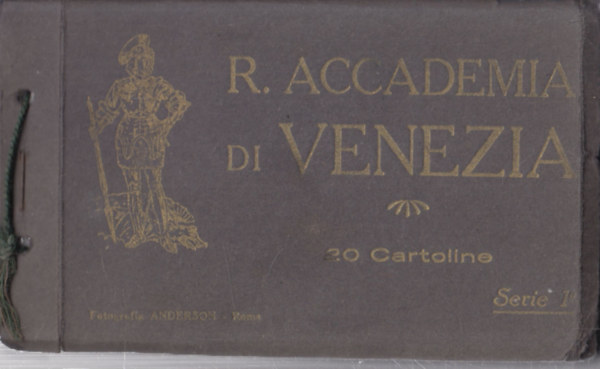 R. ACCADEMIA
DI VENEZIA
20 Cartoline
Serie 1
Fotografia ANDERSON - Roma